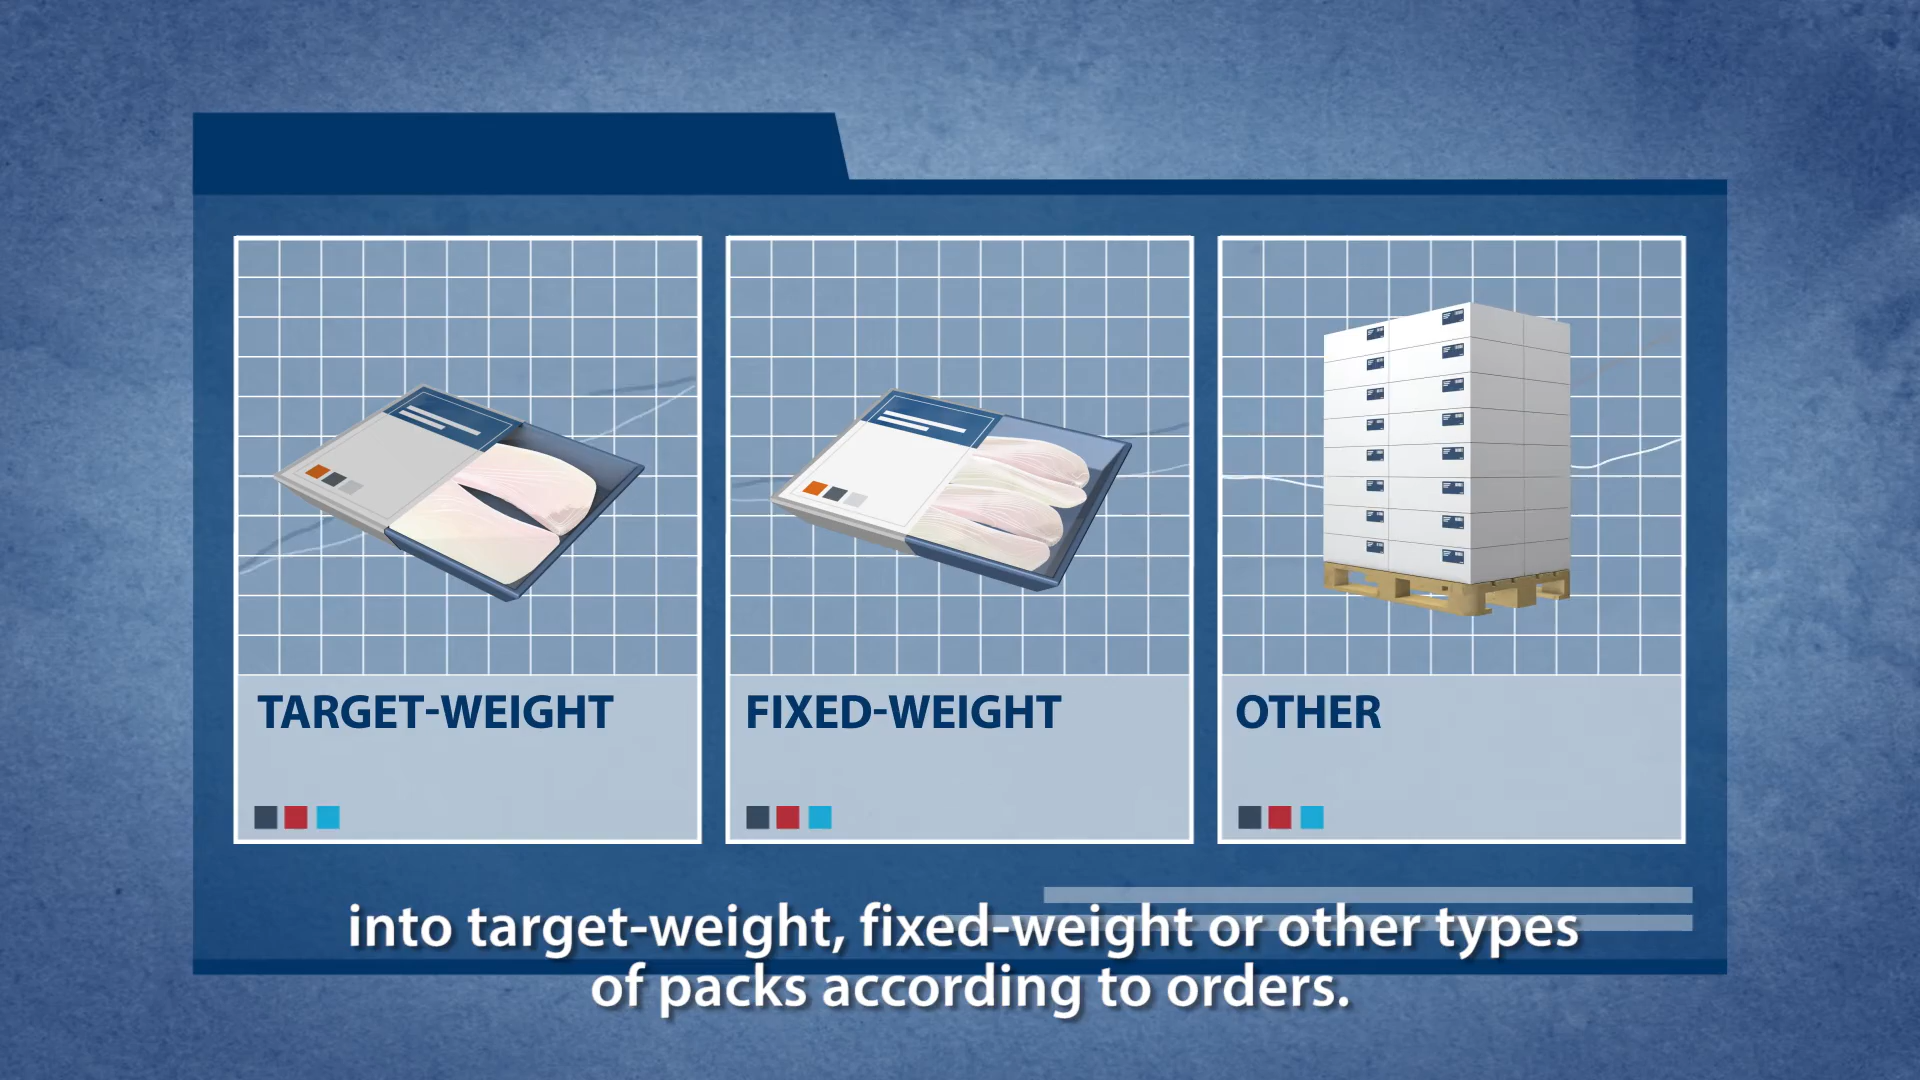 TARGET-WEIGHT
FIXED-WEIGHT
OTHER
into target-weight, fixed-weight or other types
of packs according to orders.